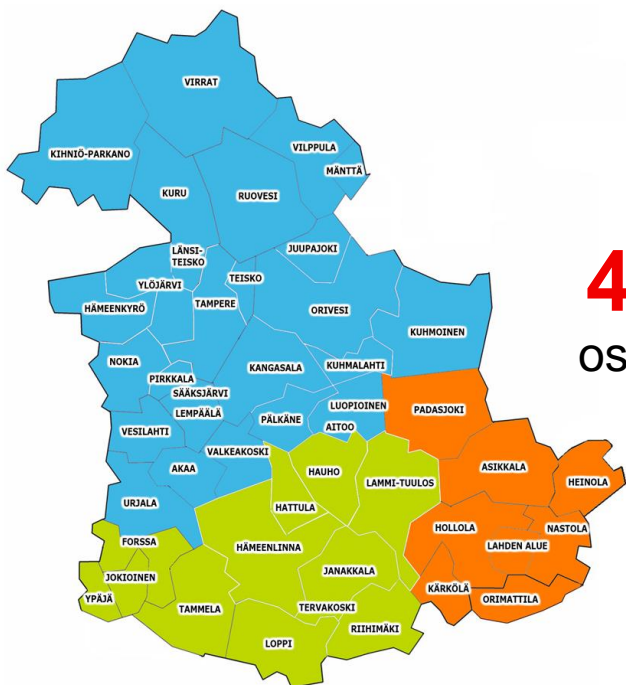 VIRRAT
VILPPULA
KIHNIÖ-PARKANO
MÄNTTÄ
KURU
RUOVESI
LÄNSI-
TEISKO
JUUPAJOKI
YLÖJÄRVI
TEISKO
HÄMEENKYRÖ
TAMPERE
ORIVESI
4
KUHMOINEN
os
NOKIA
PIRKKALA
KANGASALA
KUHMALAHTI
SÄÄKSJÄRVI
LEMPÄÄLÄ
LUOPIOINEN
PADASJOKI
VESILAHTI
PÄLKÄNE
AITOO
AKAA
VALKEAKOSKI
HAUHO
LAMMI-TUULOS
ASIKKALA
HEINOLA
URJALA
HATTULA
HOLLOLA
NASTOLA
FORSSA
HÄMEENLINNA
LAHDEN ALUE
JOKIOINEN
JANAKKALA
KÄRKÖLÄ
YPÄJÄ
TAMMELA
TERVAKOSKI
ORIMATTILA
LOPPI
RIIHIMÄKI